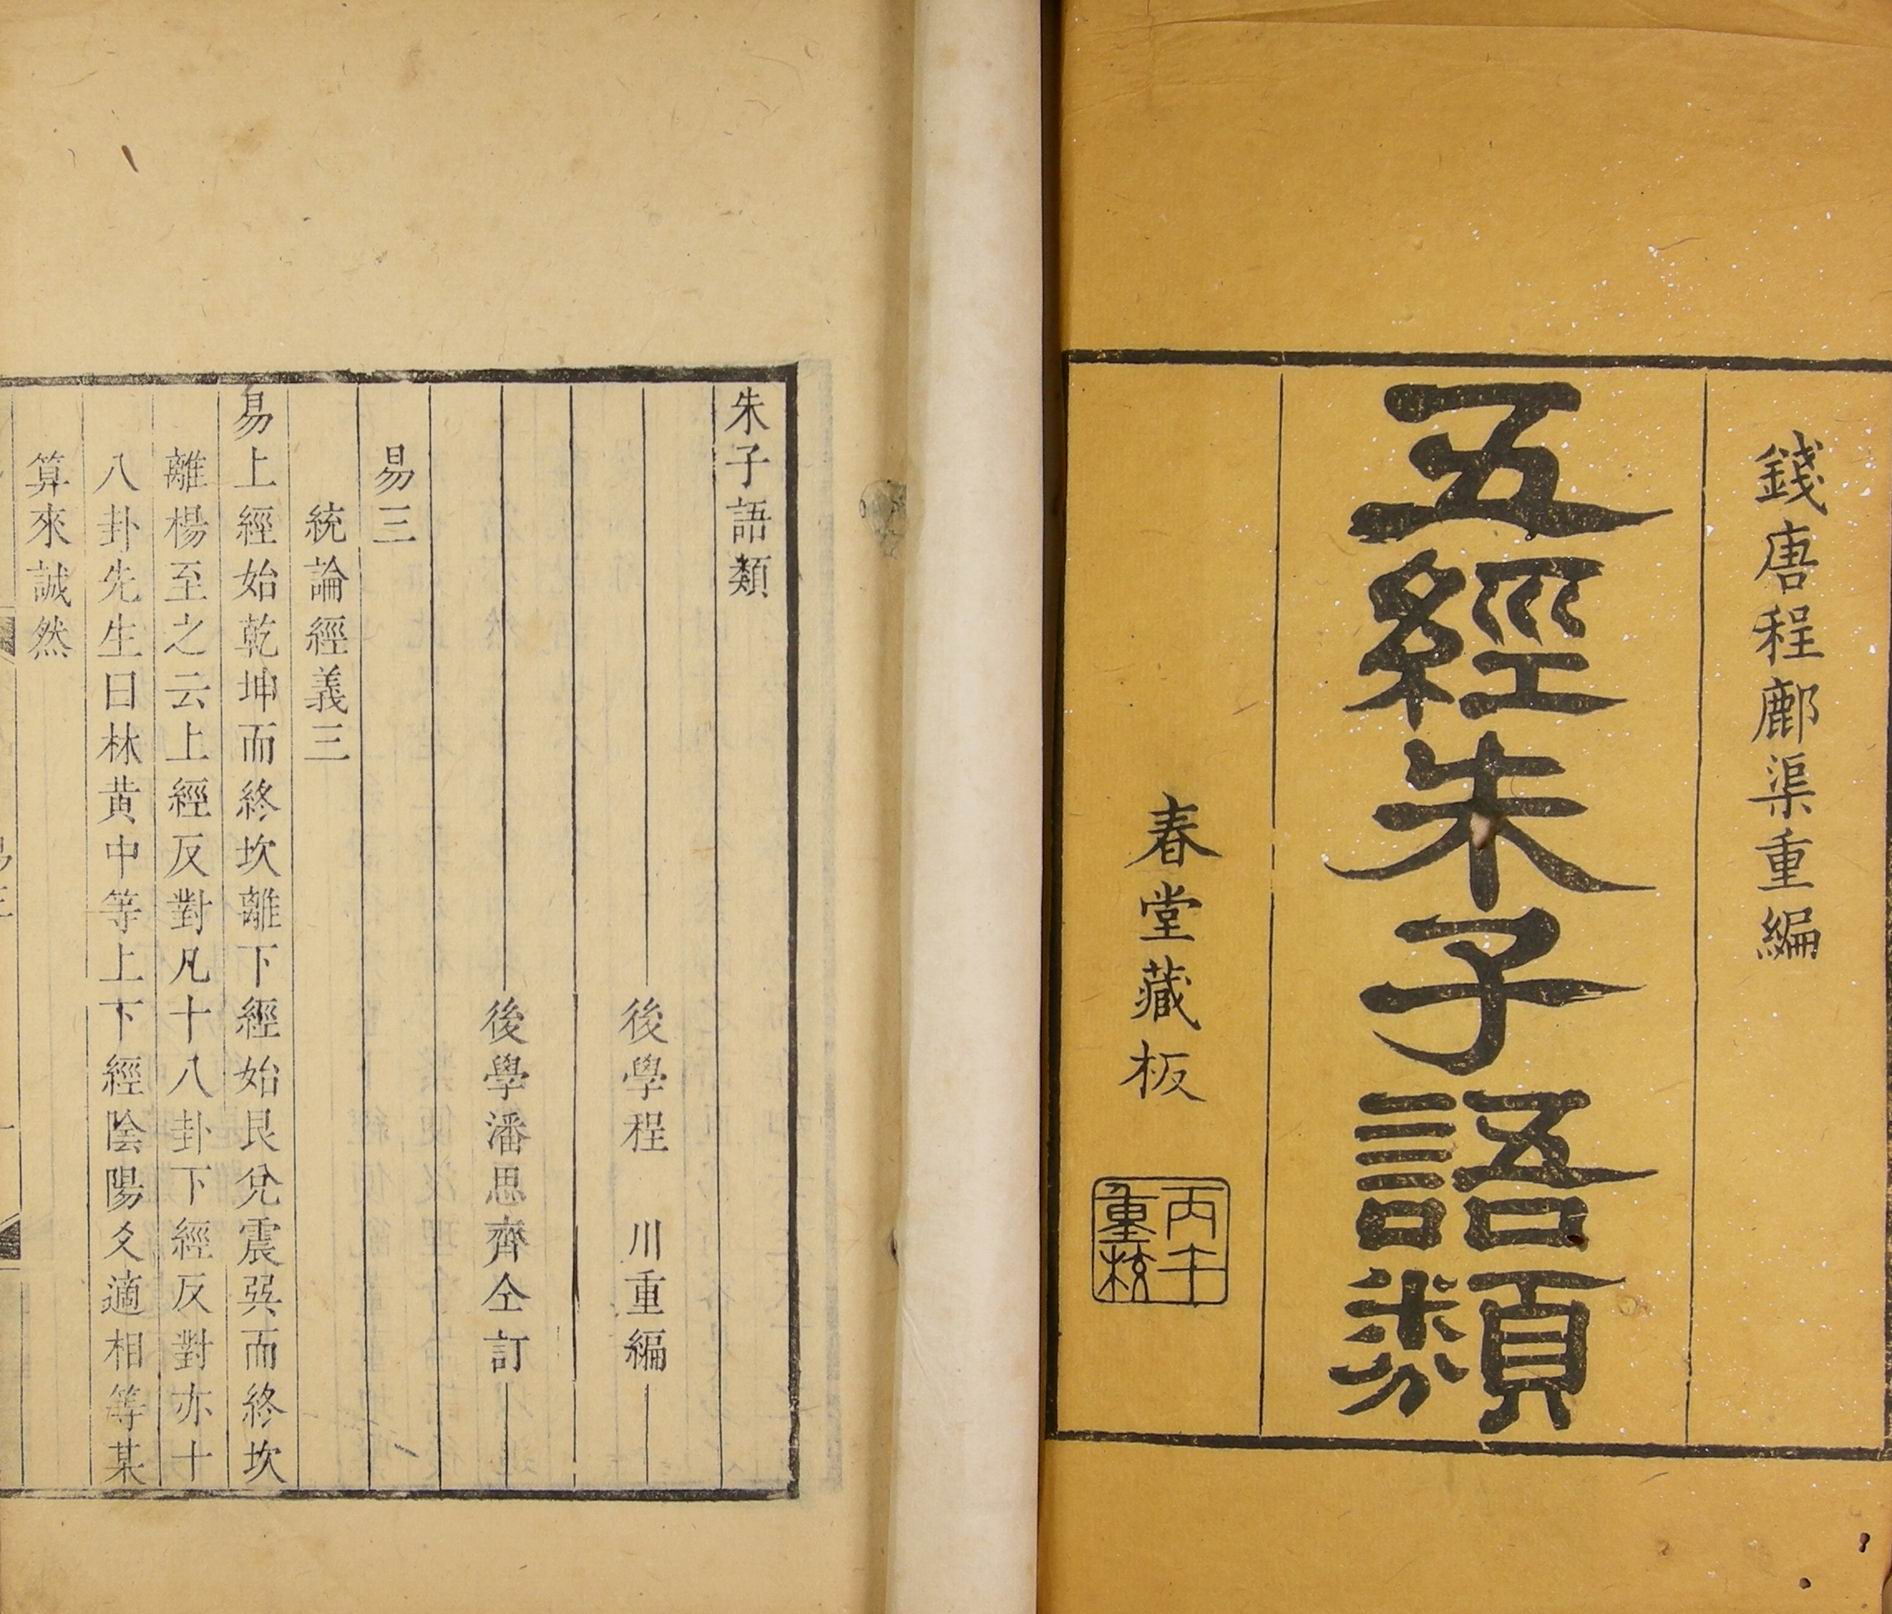 錢唐程鄜渠重編
五經朱子語類
春堂藏板
丙午
重校
朱子語類
後學程　川重編
後學潘思齊仝訂
易三
統論經義三
易上經始乾坤而終坎離下經始艮兌震巽而終坎
離楊至之云上經反對凡十八卦下經反對亦十
八卦先生曰林黃中等上下經陰陽爻適相等某
算來誠然